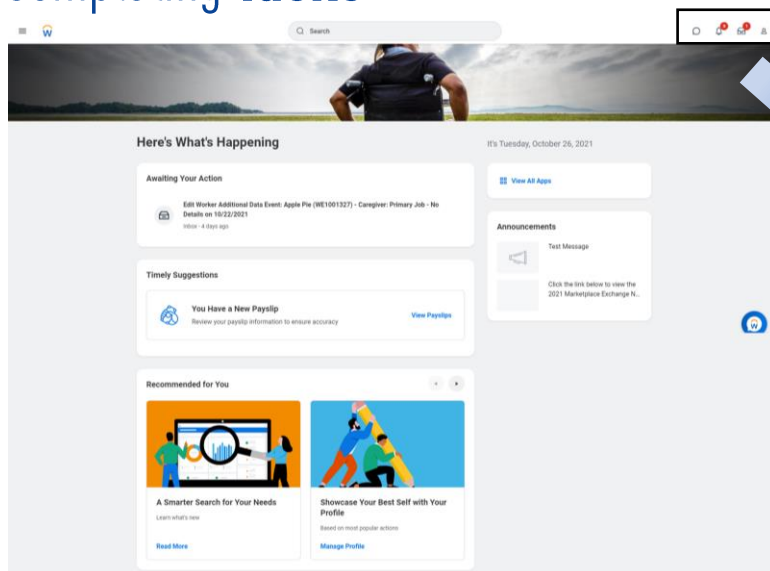 Completing Tasks
Search
Here's What's Happening
It's Tuesday, October 26, 2021
Awaiting Your Action
Edit Worker Additional Data Event: Apple Pie (WE1001327) - Caregiver: Primary Job - No
Details on 10/22/2021
Inbox - 4 days ago
View All Apps
Announcements
Test Message
Click the link below to view the
2021 Marketplace Exchange N...
Timely Suggestions
You Have a New Payslip
Review your payslip information to ensure accuracy
View Payslips
Recommended for You
A Smarter Search for Your Needs
Learn what's new
Read More
Showcase Your Best Self with Your
Profile
Based on most popular actions
Manage Profile